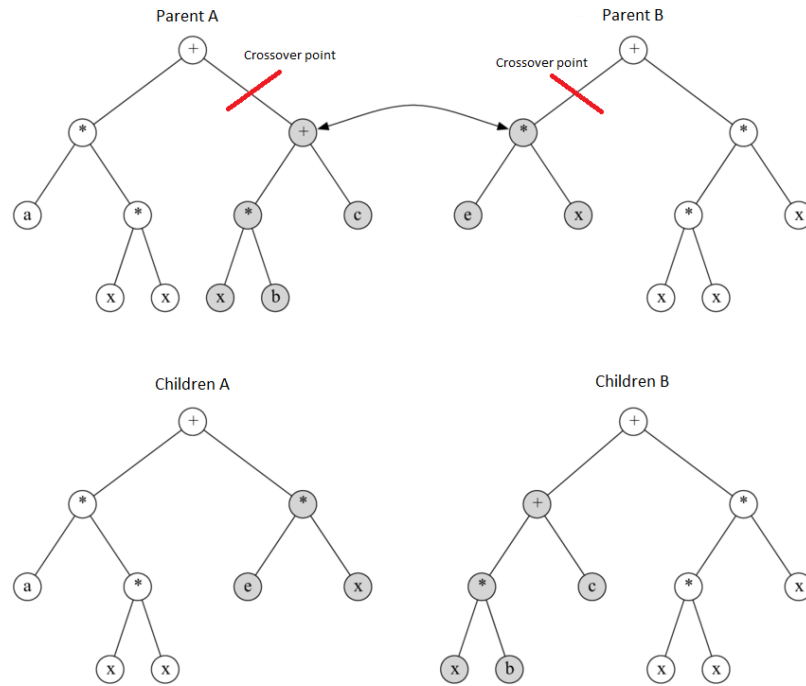 Parent A
Parent B
+
Crossover point
Crossover point
+
*
+
*
*
a
*
*
c
e
x
*
x
x
x
x
b
x
x
Children A
Children B
+
+
*
*
+
*
a
*
e
x
*
c
*
x
x
x
x
b
x
x